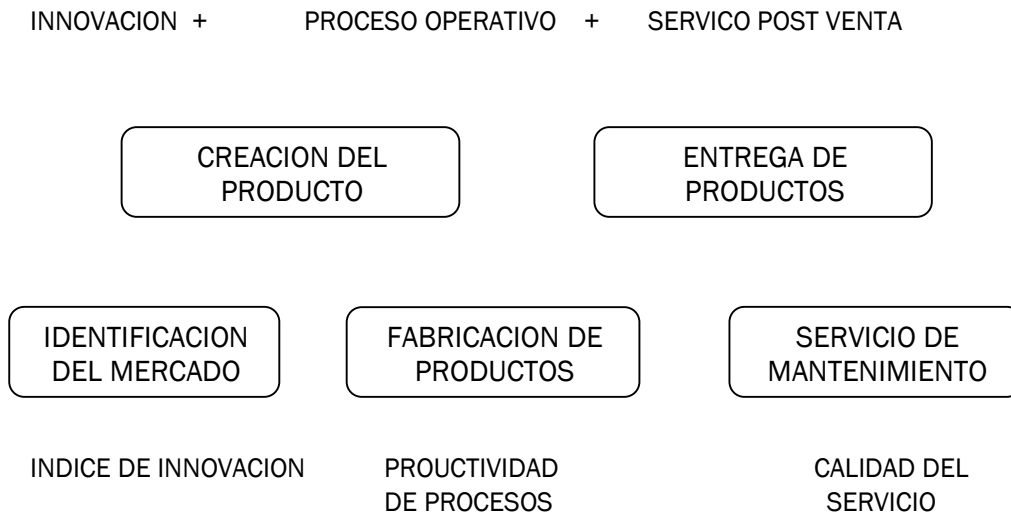 INNOVACION + PROCESO OPERATIVO + SERVICO POST VENTA
CREACION DEL
PRODUCTO
ENTREGA DE
PRODUCTOS
IDENTIFICACION
DEL MERCADO
FABRICACION DE
PRODUCTOS
SERVICIO DE
MANTENIMIENTO
INDICE DE INNOVACION
PROUCTIVIDAD
DE PROCESOS
CALIDAD DEL
SERVICIO